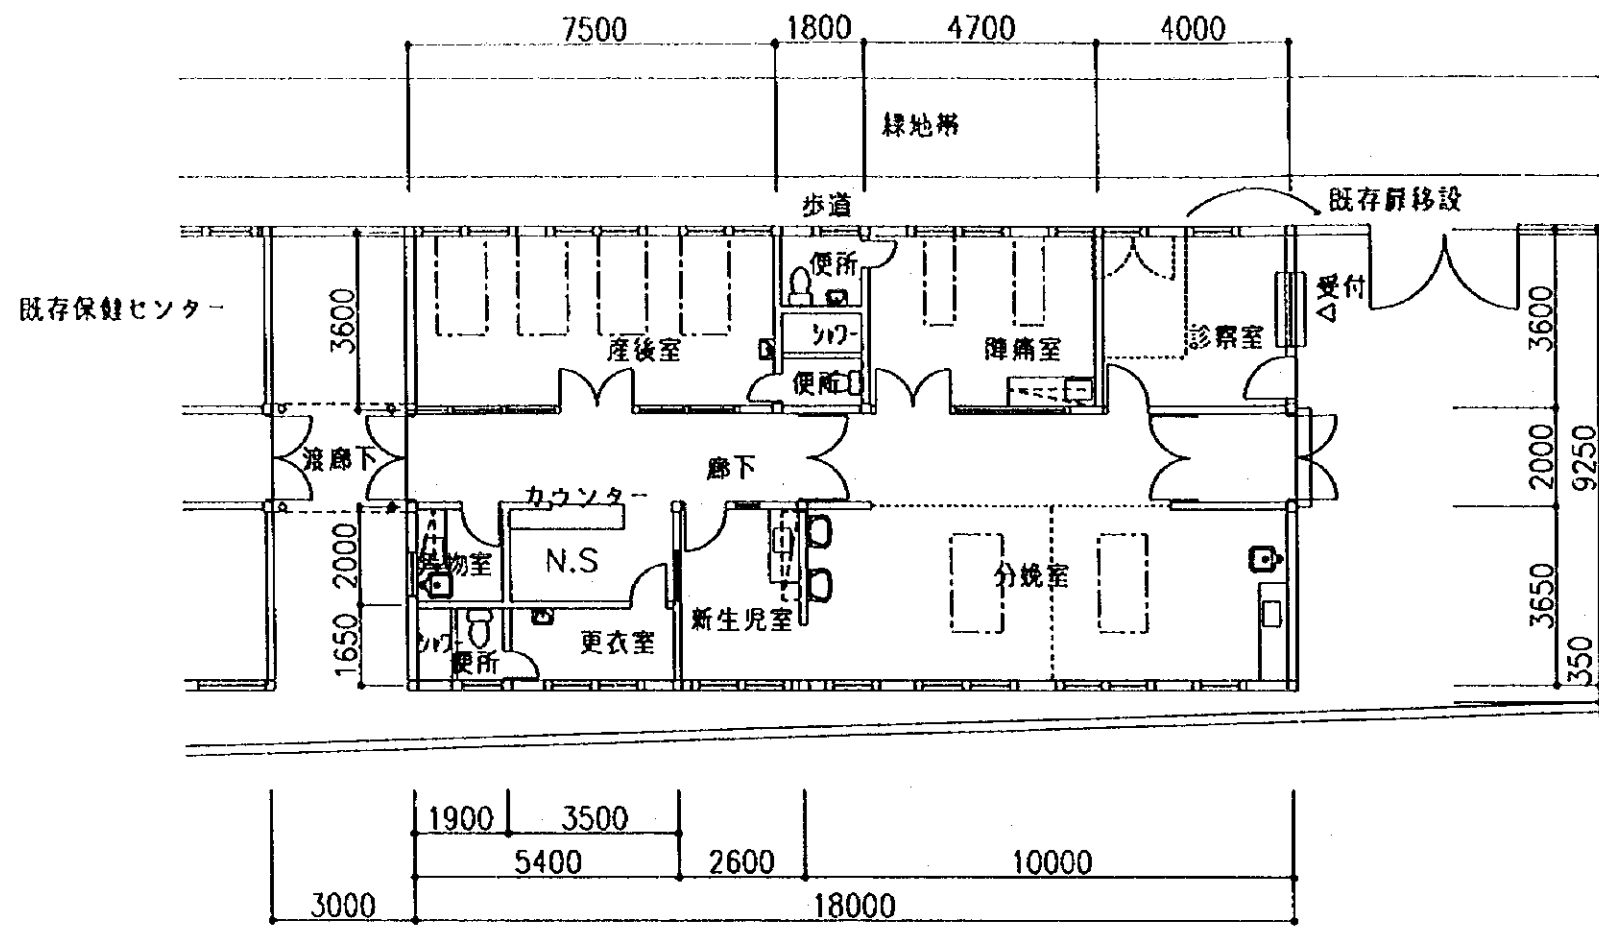 7500
1800
4700
4000
緑地帯
歩道
既存扉移設
既存保健センター
3600
産後室
便所
シャワー
便所
陣痛室
診察室
受付
3600
渡廊下
廊下
2000
9250
カウンター
汚物室
N.S
2000
新生児室
分娩室
3650
シャワー
便所
更衣室
1650
350
1900
3500
5400
2600
10000
3000
18000